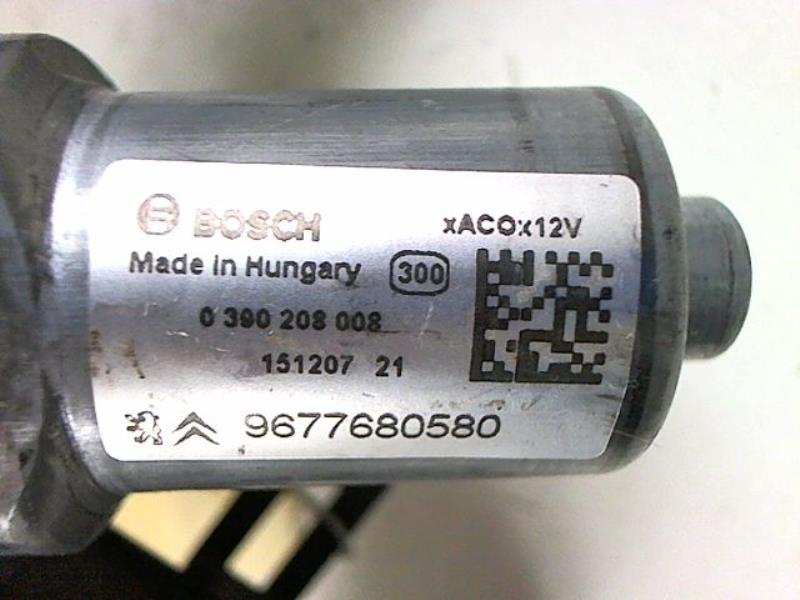 BOSCH xACOx12V
Made in Hungary 300
0 390 208 008
151207 21
9677680580